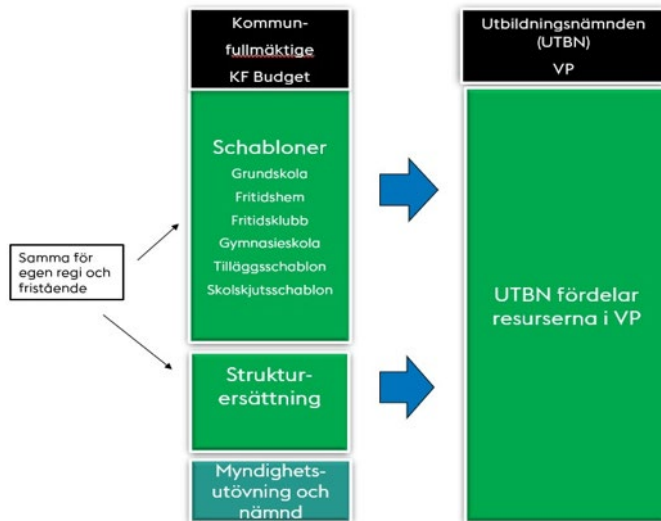 Kommun-
fullmäktige
KF Budget
Utbildningsnämnden
(UTBN)
VP
Schabloner
Grundskola
Fritidshem
Fritidsklubb
Gymnasieskola
Tilläggsschablon
Skolskjutsschablon
Samma för
egen regi och
fristående
UTBN fördelar
resurserna i VP
Struktur-
ersättning
Myndighets-
utövning och
nämnd